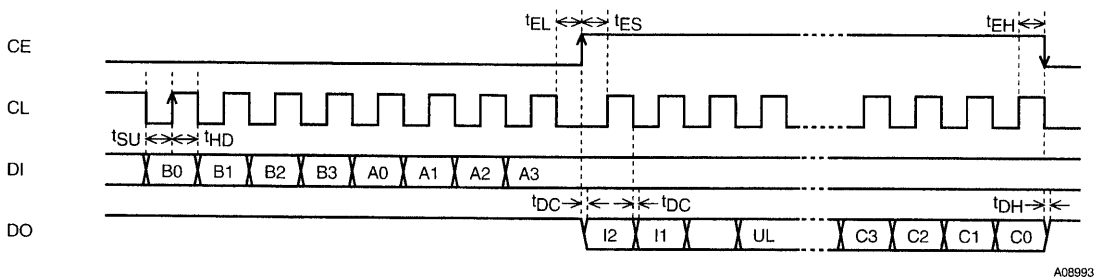 tEL tES tEH
CE
CL
tSU tHD
DI B0 B1 B2 B3 A0 A1 A2 A3
tDC tDC tDH
DO I2 I1 UL C3 C2 C1 C0
A08993